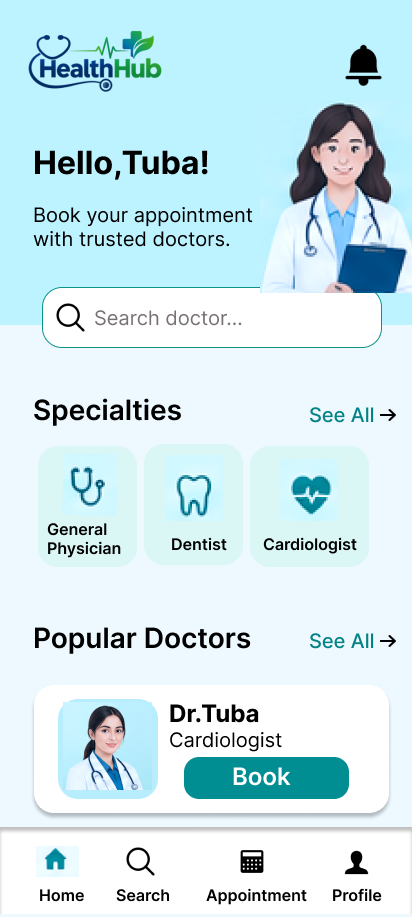 HealthHub
Hello,Tuba!
Book your appointment
with trusted doctors.
Search doctor...
Specialties
See All →
General
Physician
Dentist
Cardiologist
Popular Doctors
See All →
Dr.Tuba
Cardiologist
Book
Home
Search
Appointment
Profile